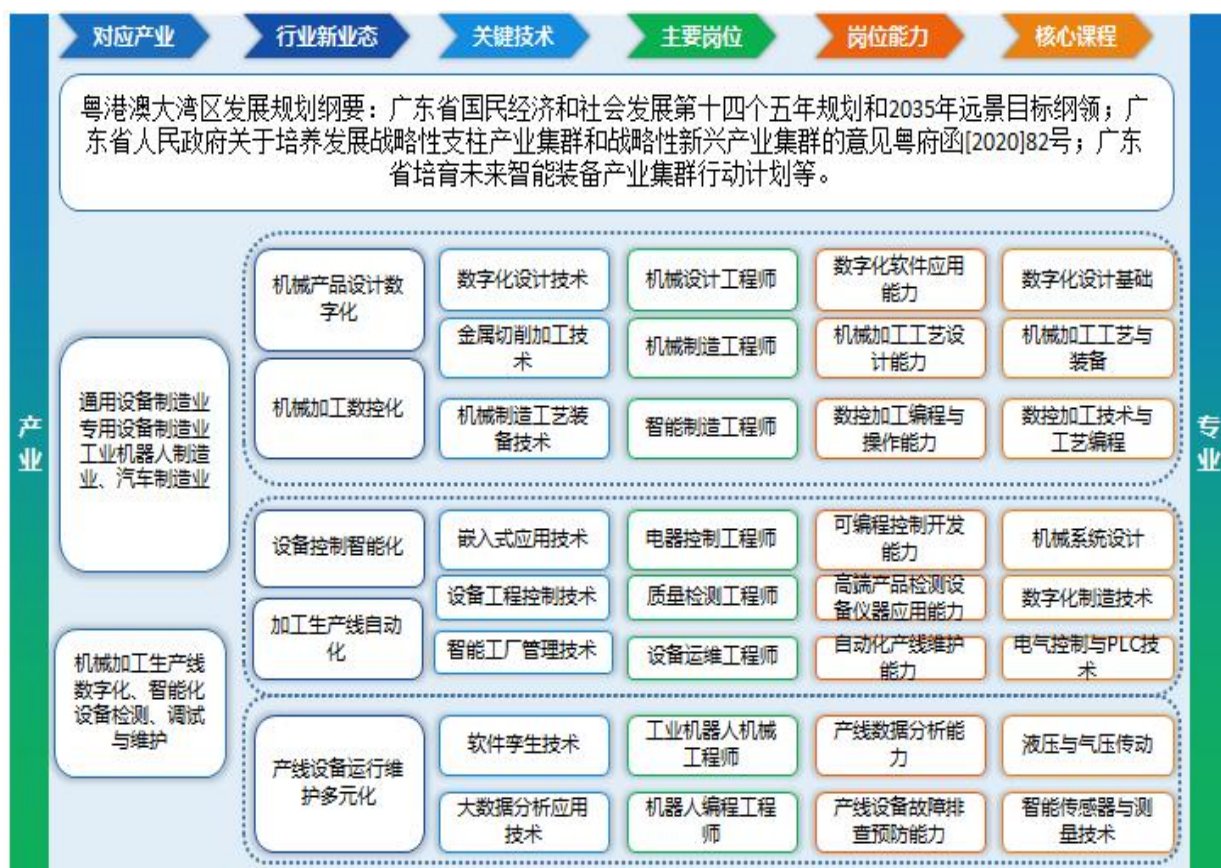 对应产业
行业新业态
关键技术
主要岗位
岗位能力
核心课程
粤港澳大湾区发展规划纲要：广东省国民经济和社会发展第十四个五年规划和2035年远景目标纲领；广
东省人民政府关于培养发展战略性支柱产业集群和战略性新兴产业集群的意见粤府函[2020]82号；广东
省培育未来智能装备产业集群行动计划等。
产
业
通用设备制造业
专用设备制造业
工业机器人制造
业、汽车制造业
机械加工生产线
数字化、智能化
设备检测、调试
与维护
机械产品设计数
字化
机械加工数控化
数字化设计技术
金属切削加工技
术
机械制造工艺装
备技术
机械设计工程师
机械制造工程师
智能制造工程师
数字化软件应用
能力
机械加工工艺设
计能力
数控加工编程与
操作能力
数字化设计基础
机械加工工艺与
装备
数控加工技术与
工艺编程
设备控制智能化
加工生产线自动
化
嵌入式应用技术
设备工程控制技术
智能工厂管理技术
电器控制工程师
质量检测工程师
设备运维工程师
可编程控制开发
能力
高端产品检测设
备仪器应用能力
自动化产线维护
能力
机械系统设计
数字化制造技术
电气控制与PLC技
术
产线设备运行维
护多元化
软件孪生技术
大数据分析应用
技术
工业机器人机械
工程师
机器人编程工程
师
产线数据分析能
力
产线设备故障排
查预防能力
液压与气压传动
智能传感器与测
量技术
专
业